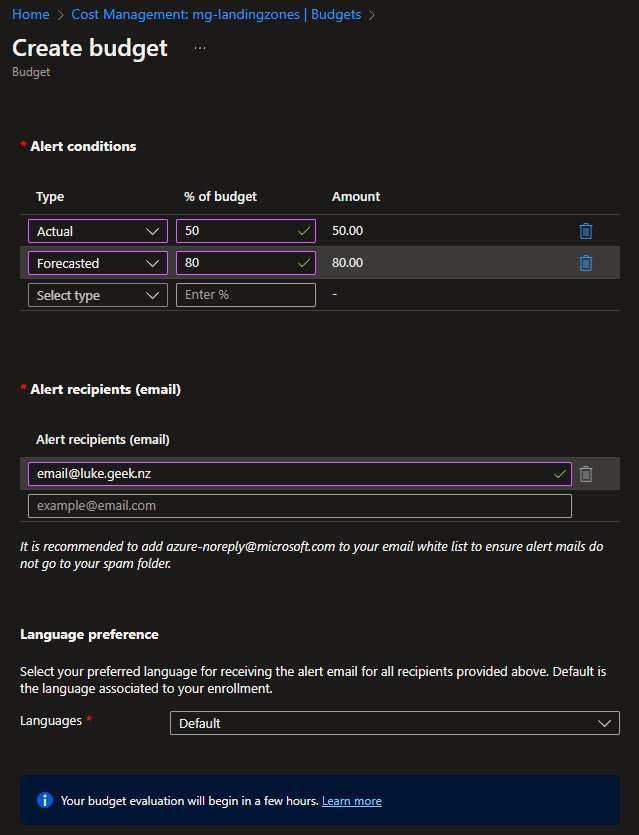 Home > Cost Management: mg-landingzones | Budgets >
Create budget ...
Budget
* Alert conditions
Type % of budget Amount
Actual 50 50.00
Forecasted 80 80.00
Select type Enter % -
* Alert recipients (email)
Alert recipients (email)
email@luke.geek.nz
example@email.com
It is recommended to add azure-noreply@microsoft.com to your email white list to ensure alert mails do
not go to your spam folder.
Language preference
Select your preferred language for receiving the alert email for all recipients provided above. Default is
the language associated to your enrollment.
Languages * Default
Your budget evaluation will begin in a few hours. Learn more